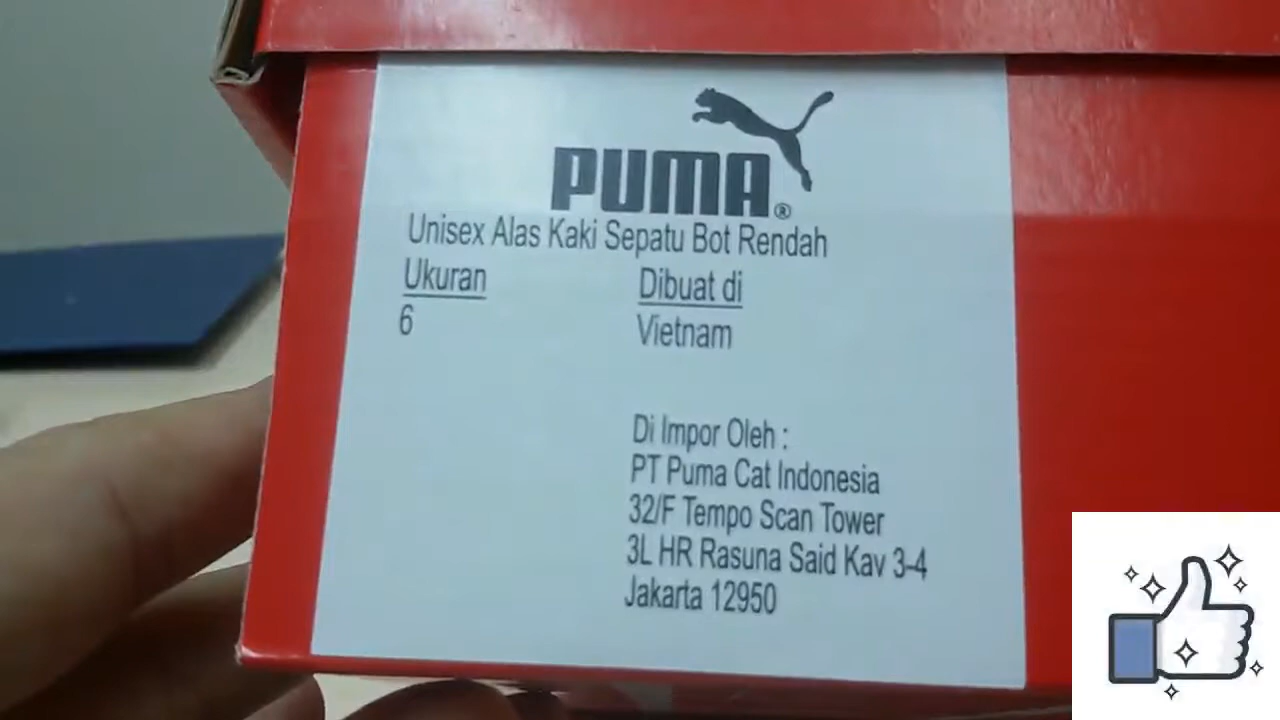 PUMA®
Unisex Alas Kaki Sepatu Bot Rendah
Ukuran
6
Dibuat di
Vietnam
Di Impor Oleh :
PT Puma Cat Indonesia
32/F Tempo Scan Tower
3L HR Rasuna Said Kav 3-4
Jakarta 12950